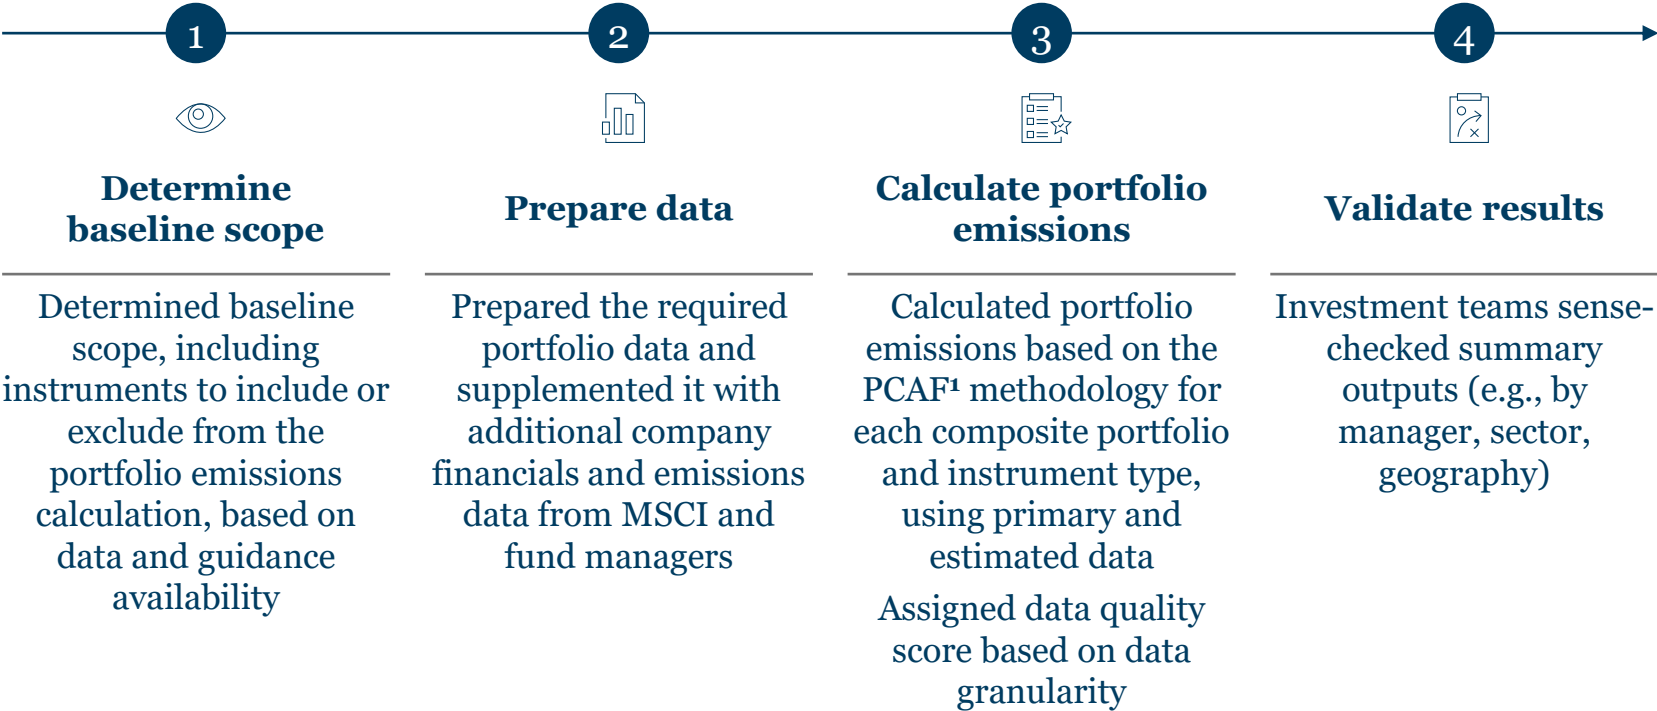 1
Determine
baseline scope
Determined baseline
scope, including
instruments to include or
exclude from the
portfolio emissions
calculation, based on
data and guidance
availability
2
Prepare data
Prepared the required
portfolio data and
supplemented it with
additional company
financials and emissions
data from MSCI and
fund managers
3
Calculate portfolio
emissions
Calculated portfolio
emissions based on the
PCAF¹ methodology for
each composite portfolio
and instrument type,
using primary and
estimated data
Assigned data quality
score based on data
granularity
4
Validate results
Investment teams sense-
checked summary
outputs (e.g., by
manager, sector,
geography)